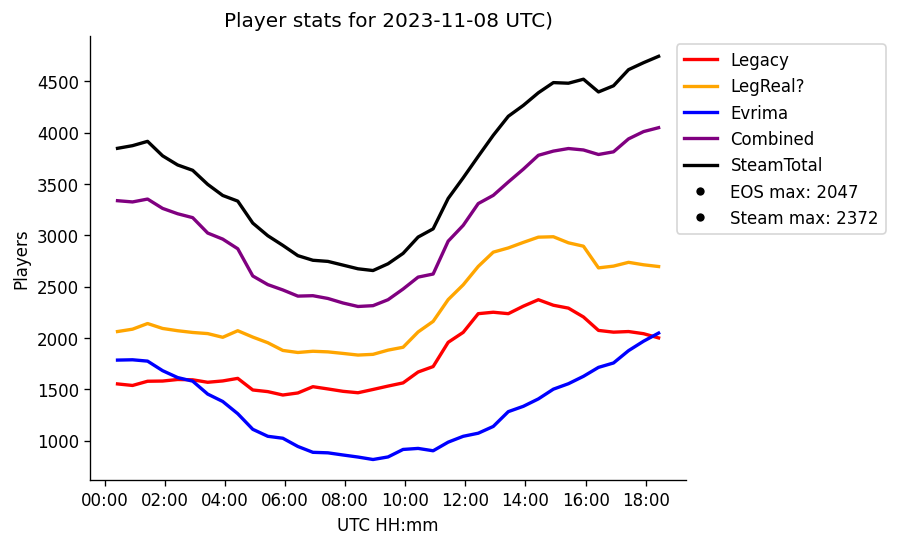 Player stats for 2023-11-08 UTC)
Players
4500
4000
3500
3000
2500
2000
1500
1000
00:00 02:00 04:00 06:00 08:00 10:00 12:00 14:00 16:00 18:00
UTC HH:mm
Legacy
LegReal?
Evrima
Combined
SteamTotal
EOS max: 2047
Steam max: 2372